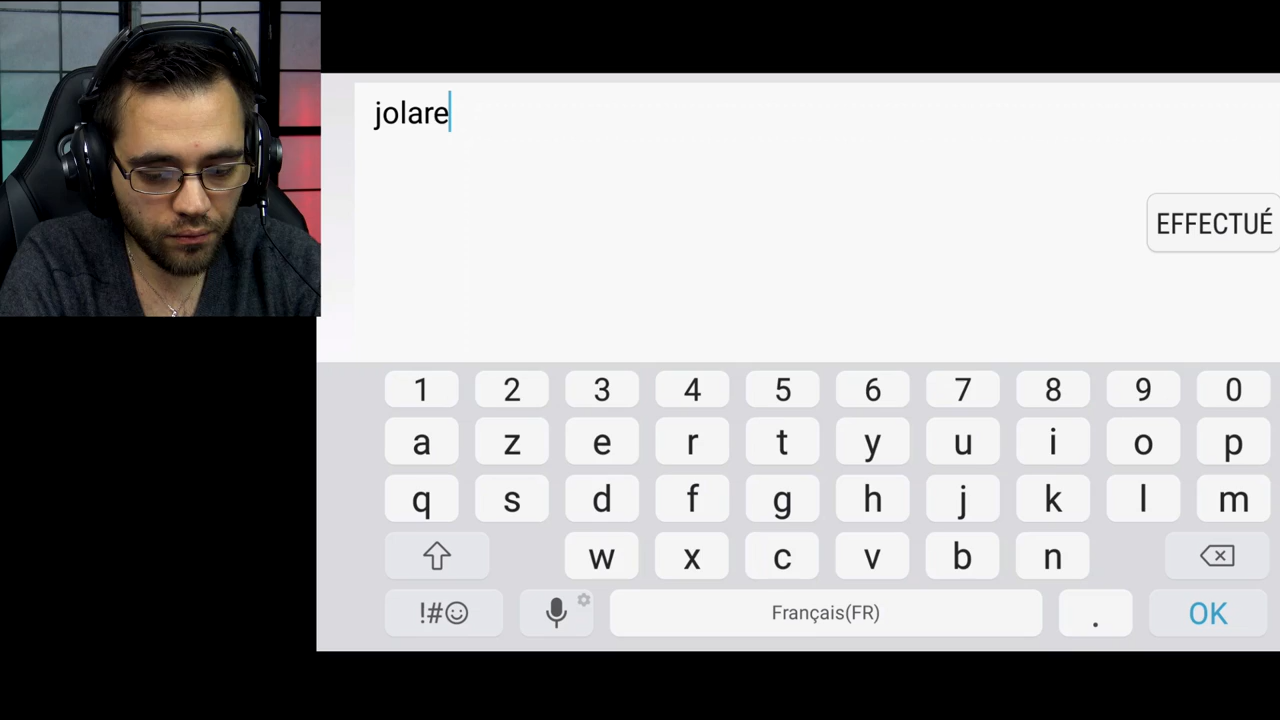 jolare
EFFECTUÉ
1 2 3 4 5 6 7 8 9 0
a z e r t y u i o p
q s d f g h j k l m
w x c v b n
!#☺ Français(FR) . OK